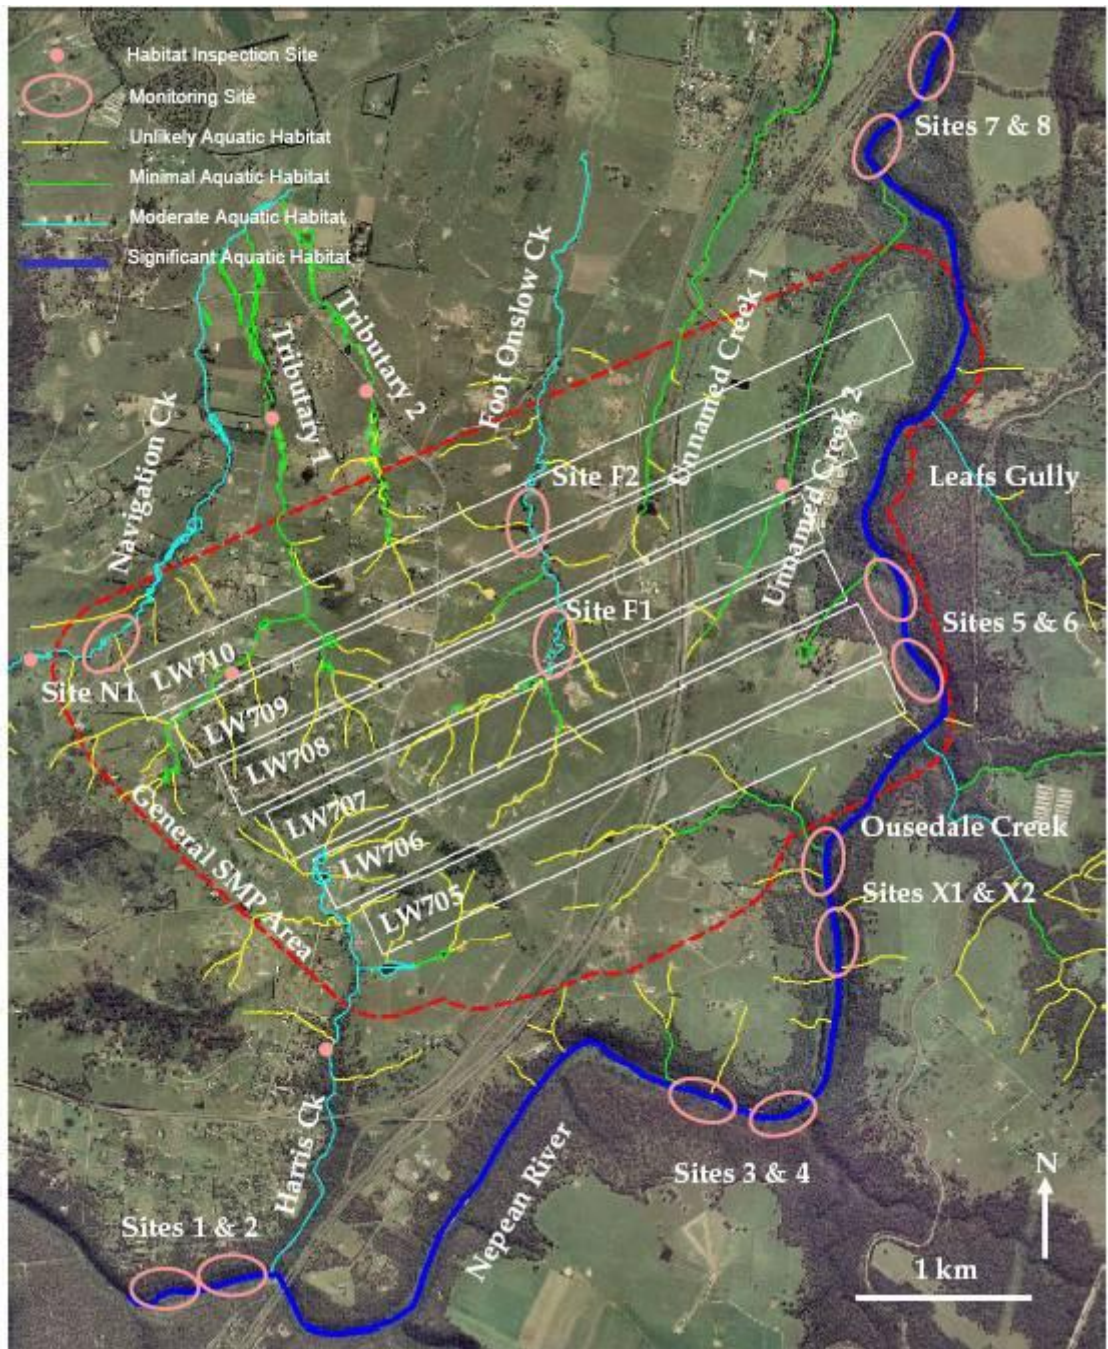 Habitat Inspection Site
Monitoring Site
Unlikely Aquatic Habitat
Minimal Aquatic Habitat
Moderate Aquatic Habitat
Significant Aquatic Habitat
Sites 7 & 8
Foot Onslow Ck
Tributary 2
Tributary 1
Unnamed Creek 1
Navigation Ck
Site F2
Leafs Gully
Unnamed Creek 2
Site F1
Sites 5 & 6
Site N1
LW710
LW709
LW708
LW707
LW706
LW705
General SMP Area
Ousedale Creek
Sites X1 & X2
Harris Ck
Nepean River
Sites 3 & 4
N
Sites 1 & 2
1 km